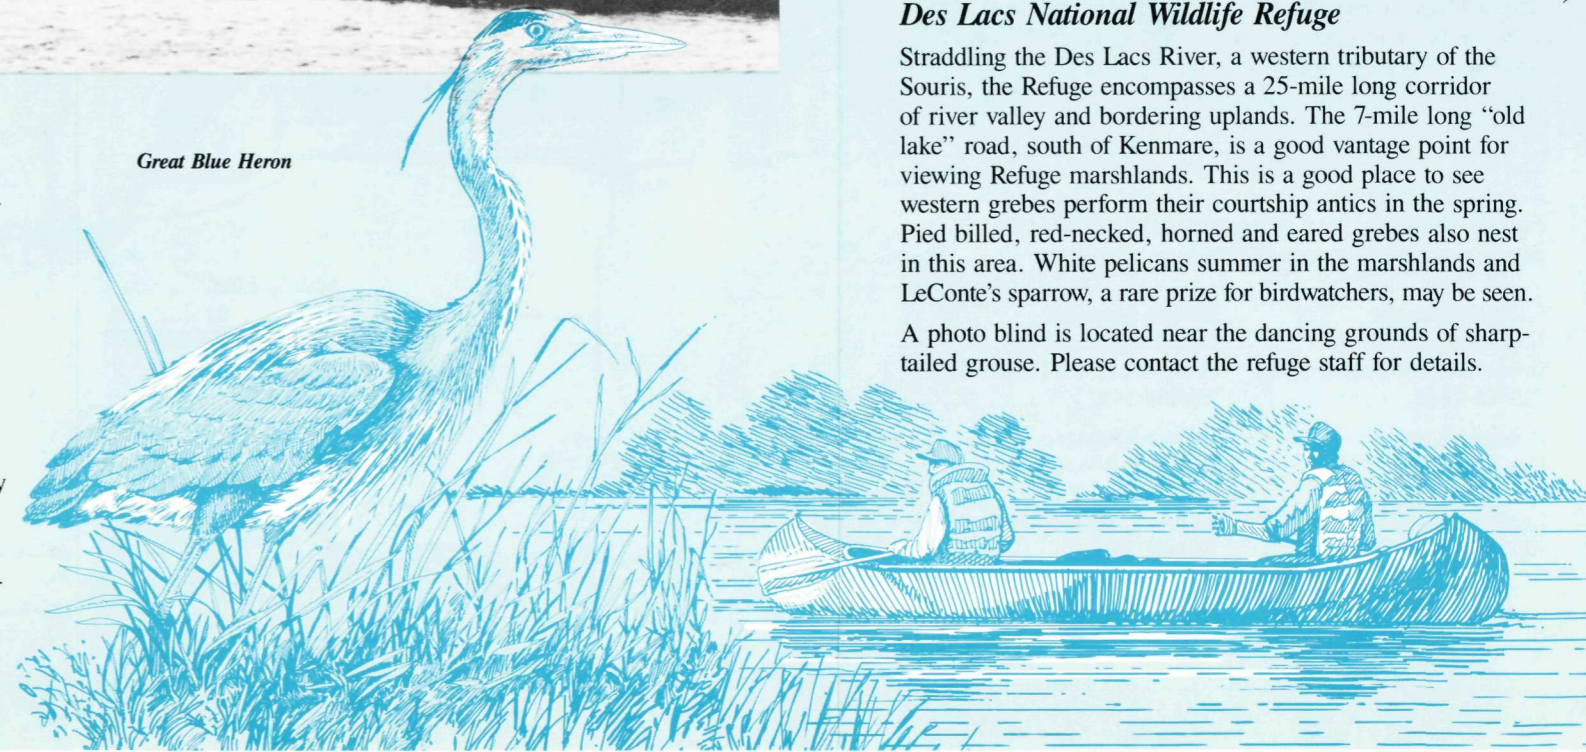 Des Lacs National Wildlife Refuge
Straddling the Des Lacs River, a western tributary of the
Souris, the Refuge encompasses a 25-mile long corridor
of river valley and bordering uplands. The 7-mile long “old
lake” road, south of Kenmare, is a good vantage point for
viewing Refuge marshlands. This is a good place to see
western grebes perform their courtship antics in the spring.
Pied billed, red-necked, horned and eared grebes also nest
in this area. White pelicans summer in the marshlands and
LeConte’s sparrow, a rare prize for birdwatchers, may be seen.
A photo blind is located near the dancing grounds of sharp-
tailed grouse. Please contact the refuge staff for details.
Great Blue Heron